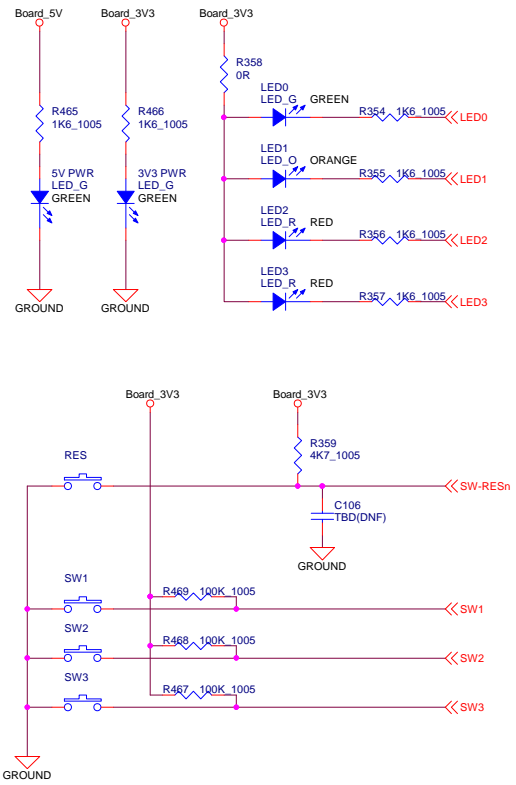 Board_5V
Board_3V3
Board_3V3
R465
1K6_1005
R466
1K6_1005
R358
0R
5V PWR
LED_G
GREEN
3V3 PWR
LED_G
GREEN
GROUND
GROUND
LED0
LED_G GREEN
R354 1K6_1005
LED0
LED1
LED_O ORANGE
R355 1K6_1005
LED1
LED2
LED_R RED
R356 1K6_1005
LED2
LED3
LED_R RED
R357 1K6_1005
LED3
Board_3V3
Board_3V3
R359
4K7_1005
RES
SW-RESn
C106
TBD(DNF)
GROUND
SW1
R469 100K_1005
SW1
SW2
R468 100K_1005
SW2
SW3
R467 100K_1005
SW3
GROUND